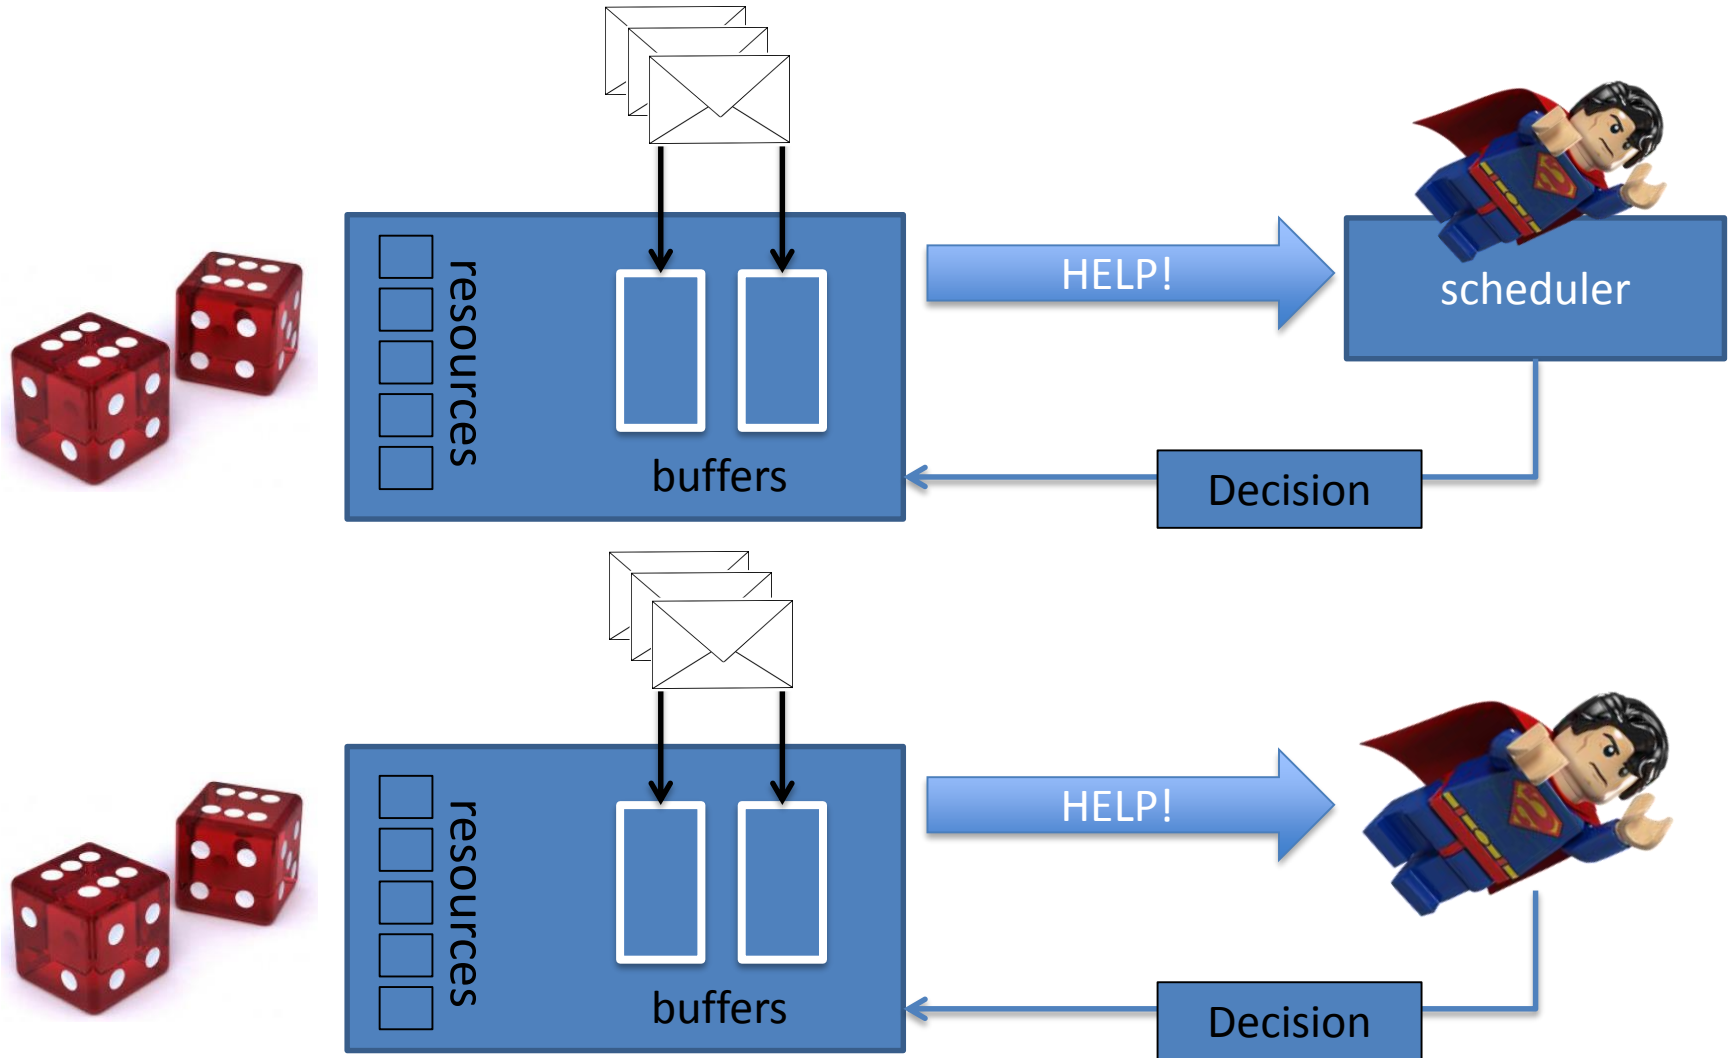 resources
buffers
HELP!
scheduler
Decision
resources
buffers
HELP!
Decision